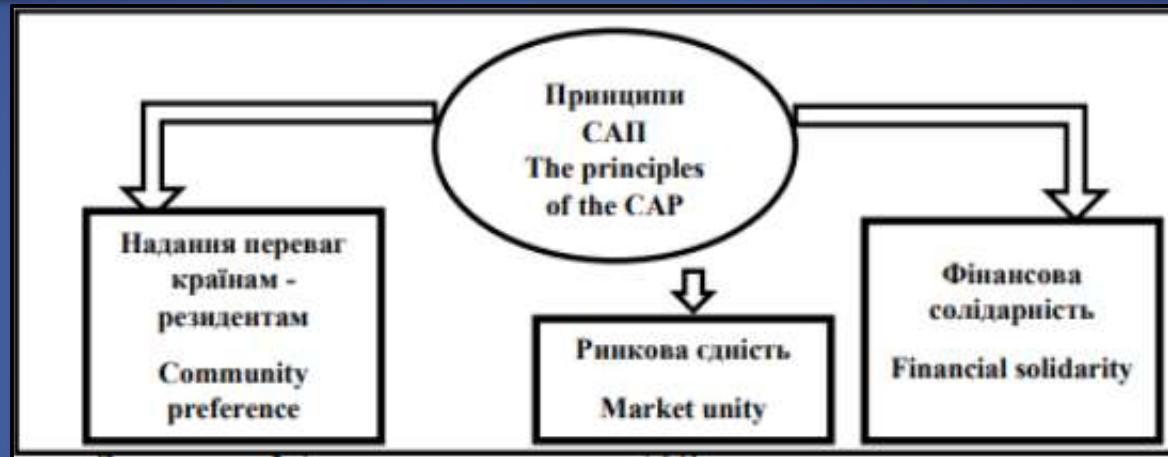 Принципи
САП
The principles
of the CAP
Надання переваг
країнам -
резидентам
Community
preference
Ринкова єдність
Market unity
Фінансова
солідарність
Financial solidarity